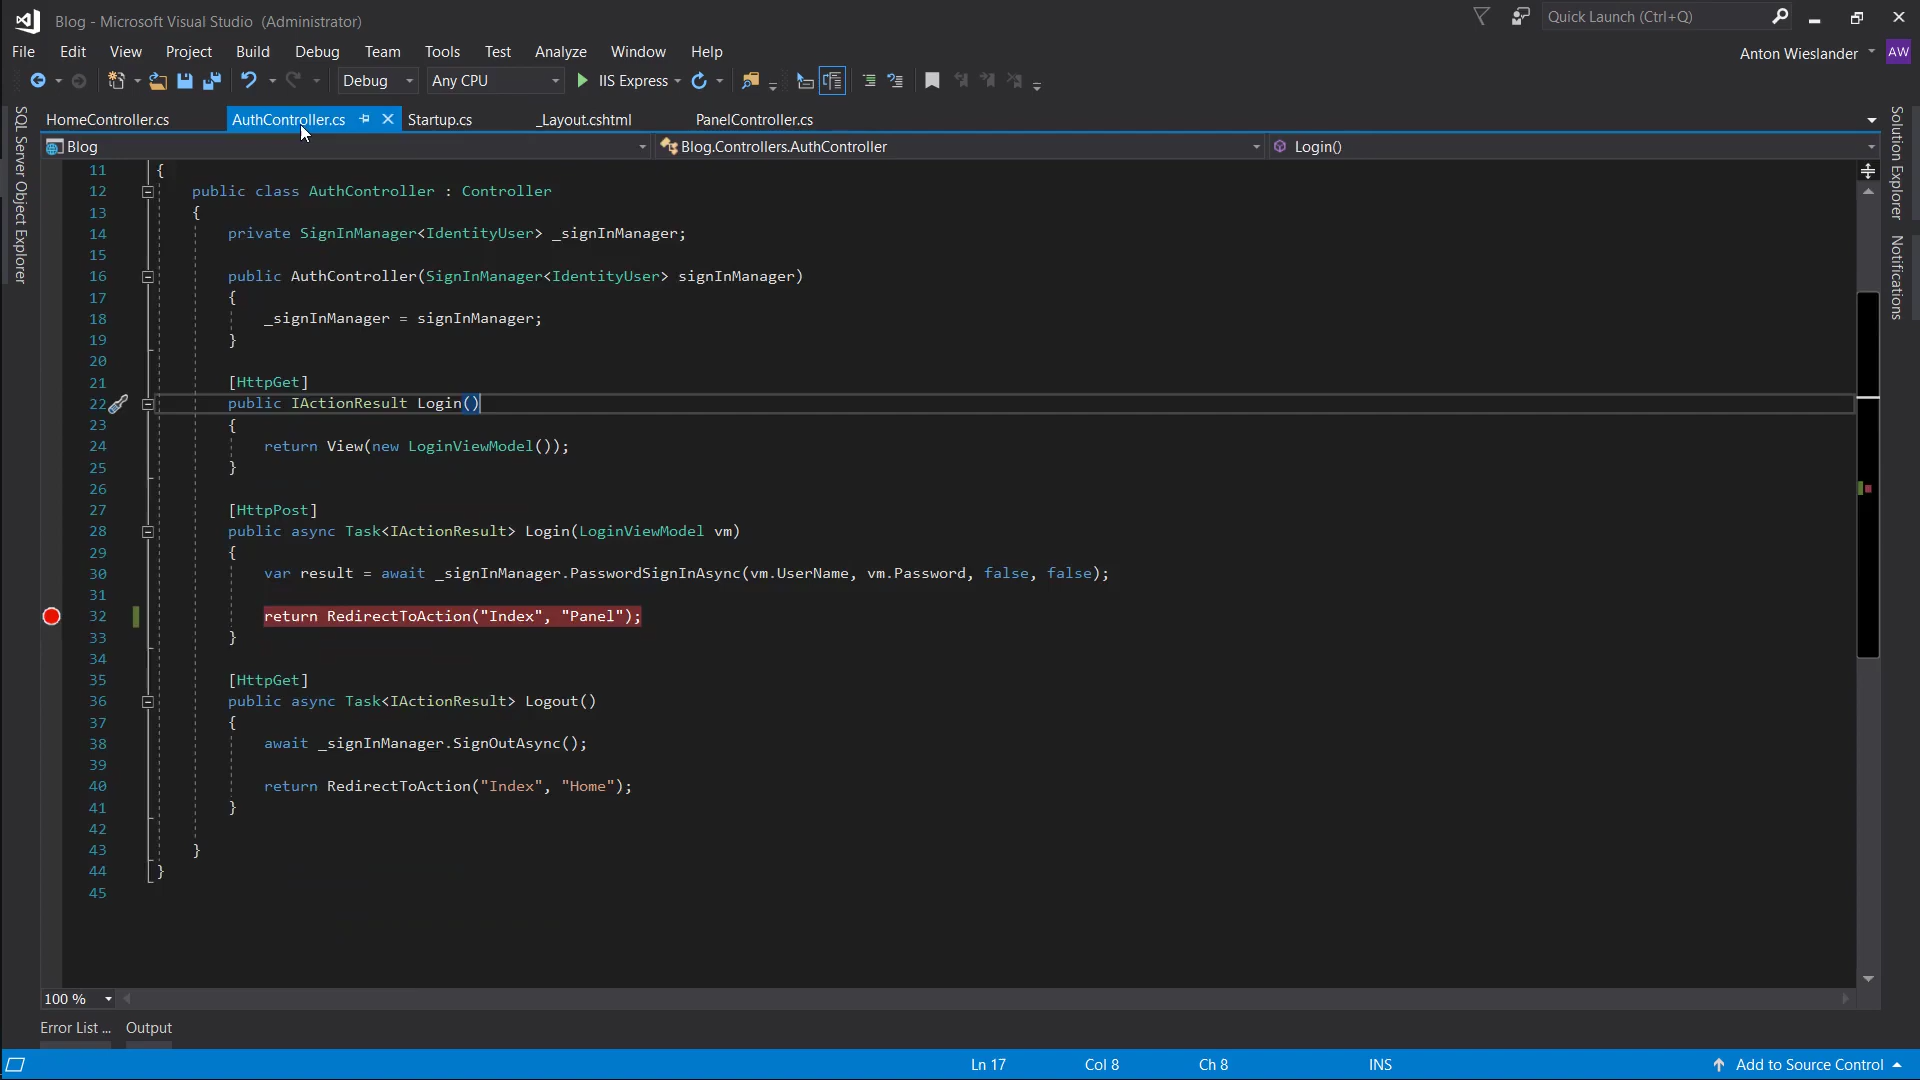 Blog - Microsoft Visual Studio (Administrator)
Quick Launch (Ctrl+Q)
File Edit View Project Build Debug Team Tools Test Analyze Window Help
Anton Wieslander AW
Debug Any CPU IIS Express
SQL Server Object Explorer
HomeController.cs AuthController.cs Startup.cs _Layout.cshtml PanelController.cs
Blog Blog.Controllers.AuthController Login()
Solution Explorer
Notifications
11 {
12 public class AuthController : Controller
13 {
14 private SignInManager<IdentityUser> _signInManager;
15
16 public AuthController(SignInManager<IdentityUser> signInManager)
17 {
18 _signInManager = signInManager;
19 }
20
21 [HttpGet]
22 public IActionResult Login()
23 {
24 return View(new LoginViewModel());
25 }
26
27 [HttpPost]
28 public async Task<IActionResult> Login(LoginViewModel vm)
29 {
30 var result = await _signInManager.PasswordSignInAsync(vm.UserName, vm.Password, false, false);
31
32 return RedirectToAction("Index", "Panel");
33 }
34
35 [HttpGet]
36 public async Task<IActionResult> Logout()
37 {
38 await _signInManager.SignOutAsync();
39
40 return RedirectToAction("Index", "Home");
41 }
42
43 }
44 }
45
100 %
Error List ... Output
Ln 17 Col 8 Ch 8 INS Add to Source Control